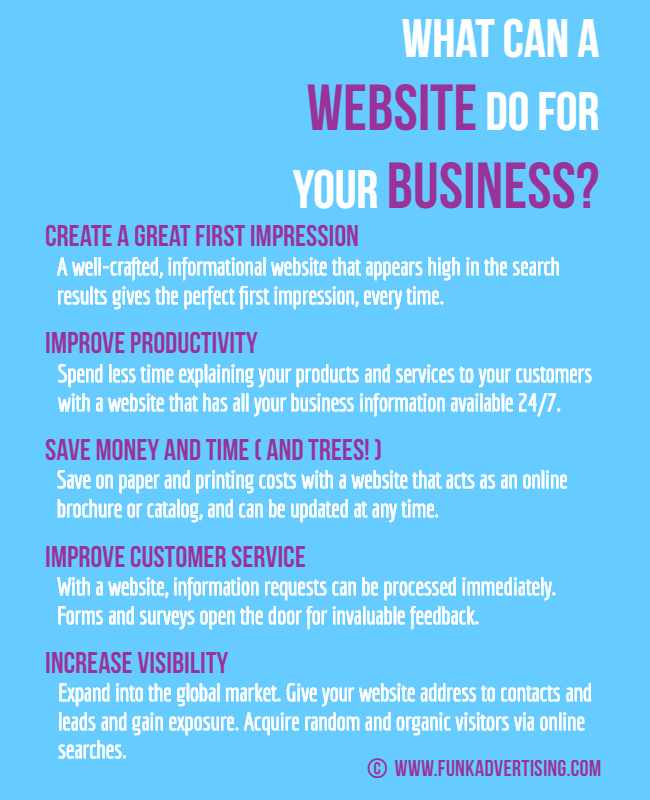 WHAT CAN A
WEBSITE DO FOR
YOUR BUSINESS?
CREATE A GREAT FIRST IMPRESSION
A well-crafted, informational website that appears high in the search
results gives the perfect first impression, every time.
IMPROVE PRODUCTIVITY
Spend less time explaining your products and services to your customers
with a website that has all your business information available 24/7.
SAVE MONEY AND TIME ( AND TREES! )
Save on paper and printing costs with a website that acts as an online
brochure or catalog, and can be updated at any time.
IMPROVE CUSTOMER SERVICE
With a website, information requests can be processed immediately.
Forms and surveys open the door for invaluable feedback.
INCREASE VISIBILITY
Expand into the global market. Give your website address to contacts and
leads and gain exposure. Acquire random and organic visitors via online
searches.
© WWW.FUNKADVERTISING.COM